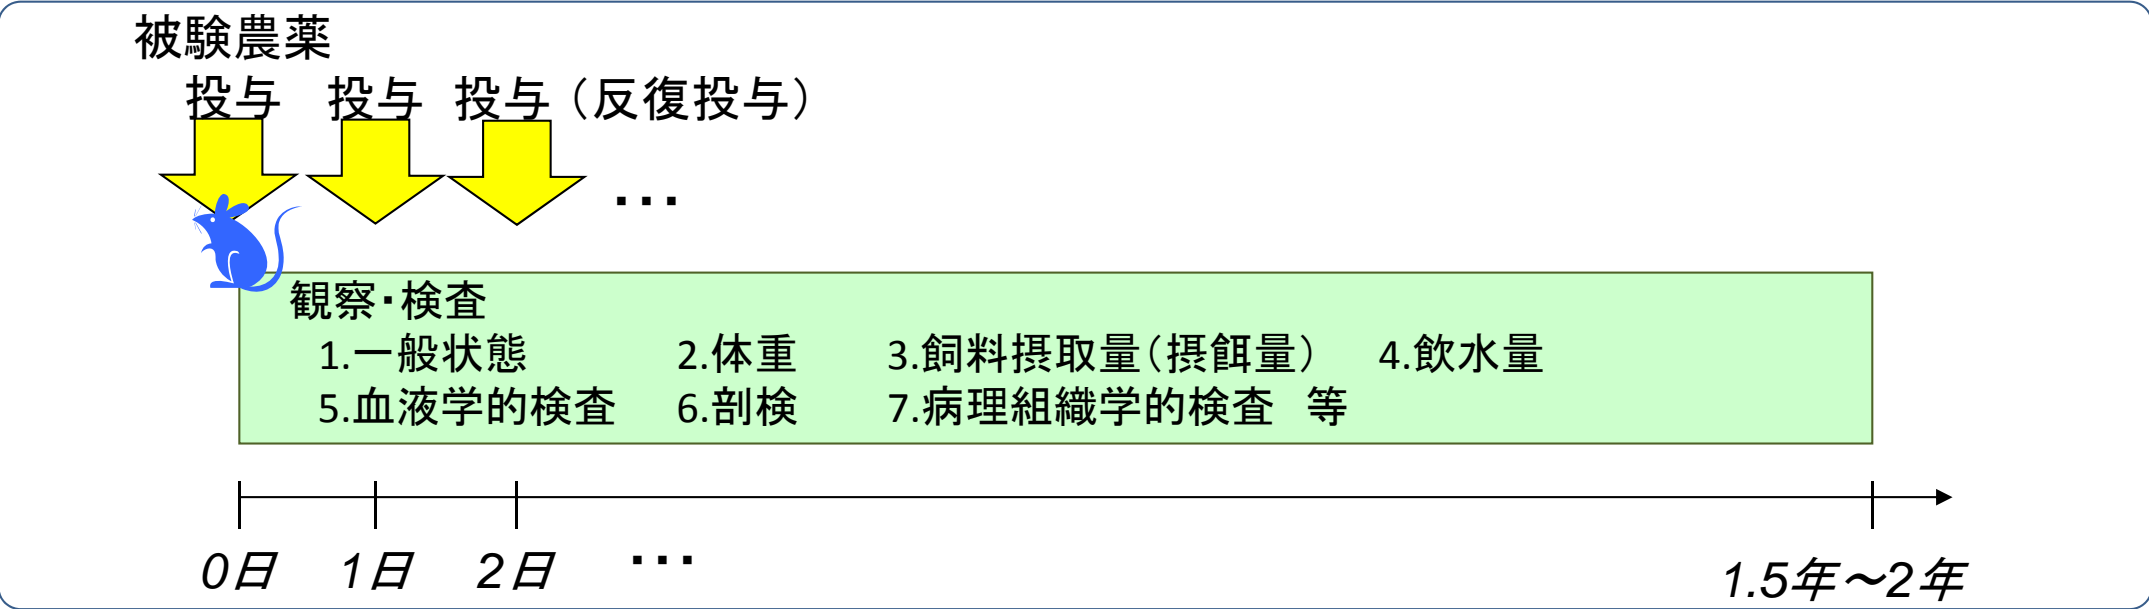 被験農薬
投与 投与 投与（反復投与）
・・・
観察・検査
1.一般状態 2.体重 3.飼料摂取量（摂餌量） 4.飲水量
5.血液学的検査 6.剖検 7.病理組織学的検査 等
0日 1日 2日 ・・・ 1.5年～2年